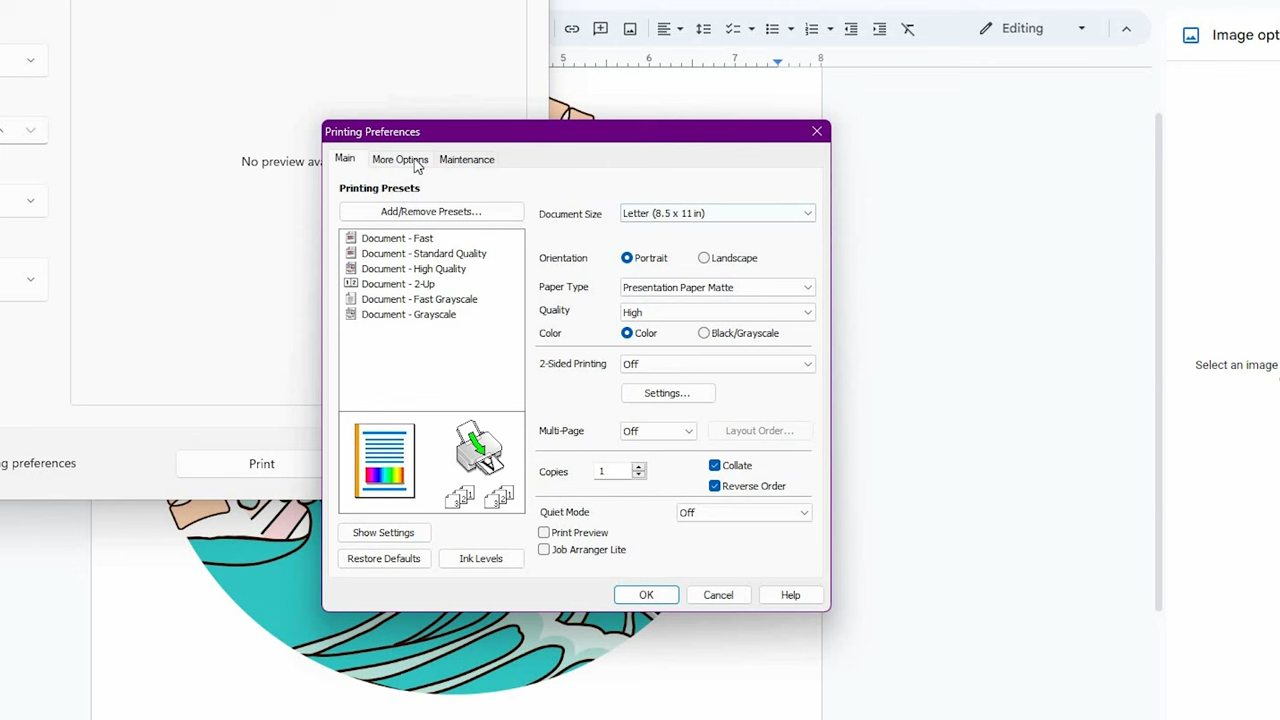 Editing
Image opt
5 6 7 8
Printing Preferences
Main More Options Maintenance
No preview ava
Printing Presets
Add/Remove Presets...
Document - Fast
Document - Standard Quality
Document - High Quality
Document - 2-Up
Document - Fast Grayscale
Document - Grayscale
Document Size Letter (8.5 x 11 in)
Orientation Portrait Landscape
Paper Type Presentation Paper Matte
Quality High
Color Color Black/Grayscale
2-Sided Printing Off
Settings...
Multi-Page Off Layout Order...
Copies 1 Collate
Reverse Order
Quiet Mode Off
Print Preview
Job Arranger Lite
Show Settings
Restore Defaults Ink Levels
OK Cancel Help
ng preferences Print
Select an image